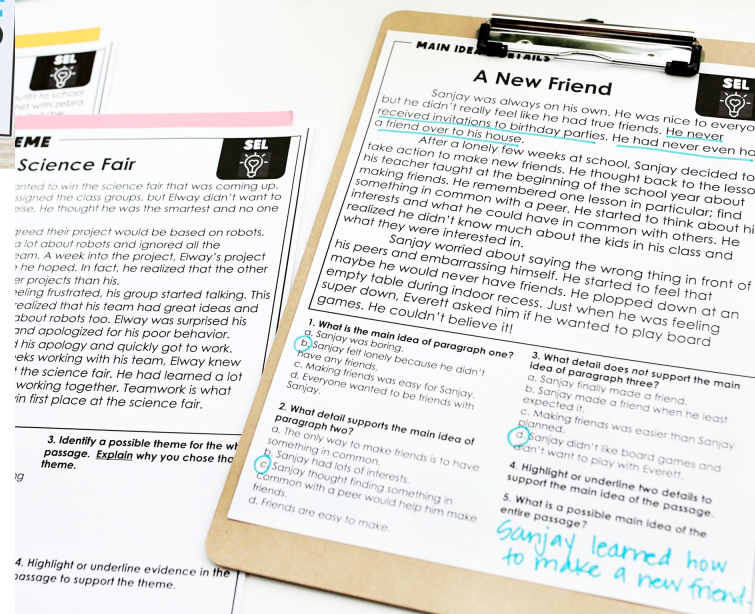 SEL
outfit to school
shirt with zebra
EME
SEL
Science Fair
anted to win the science fair that was coming up.
ssigned the class groups, but Elway didn't want to
else. He thought he was the smartest and no one
greed their project would be based on robots.
a lot about robots and ignored all the
eam. A week into the project, Elway's project
he hoped. In fact, he realized that the other
er projects than his.
eeling frustrated, his group started talking. This
realized that his team had great ideas and
about robots too. Elway was surprised his
and apologized for his poor behavior.
his apology and quickly got to work.
eks working with his team, Elway knew
the science fair. He had learned a lot
working together. Teamwork is what
in first place at the science fair.
3. Identify a possible theme for the wh
passage. Explain why you chose tha
theme.
ng
4. Highlight or underline evidence in the
passage to support the theme.
MAIN IDEA DETAILS
SEL
A New Friend
Sanjay was always on his own. He was nice to everyo
but he didn't really feel like he had true friends. He never
received invitations to birthday parties. He had never even ha
a friend over to his house.
After a lonely few weeks at school, Sanjay decided to
take action to make new friends. He thought back to the lesso
his teacher taught at the beginning of the school year about
making friends. He remembered one lesson in particular; find
something in common with a peer. He started to think about hi
interests and what he could have in common with others. He
realized he didn't know much about the kids in his class and
what they were interested in.
Sanjay worried about saying the wrong thing in front of
his peers and embarrassing himself. He started to feel that
maybe he would never have friends. He plopped down at an
empty table during indoor recess. Just when he was feeling
super down, Everett asked him if he wanted to play board
games. He couldn't believe it!
1. What is the main idea of paragraph one?
a. Sanjay was boring.
b. Sanjay felt lonely because he didn't
have any friends.
c. Making friends was easy for Sanjay.
d. Everyone wanted to be friends with
Sanjay.
2. What detail supports the main idea of
paragraph two?
a. The only way to make friends is to have
something in common.
b. Sanjay had lots of interests.
c. Sanjay thought finding something in
common with a peer would help him make
friends.
d. Friends are easy to make.
3. What detail does not support the main
idea of paragraph three?
a. Sanjay finally made a friend.
b. Sanjay made a friend when he least
expected it.
c. Making friends was easier than Sanjay
planned.
d. Sanjay didn't like board games and
didn't want to play with Everett.
4. Highlight or underline two details to
support the main idea of the passage.
5. What is a possible main idea of the
entire passage?
Sanjay learned how
to make a new friend.